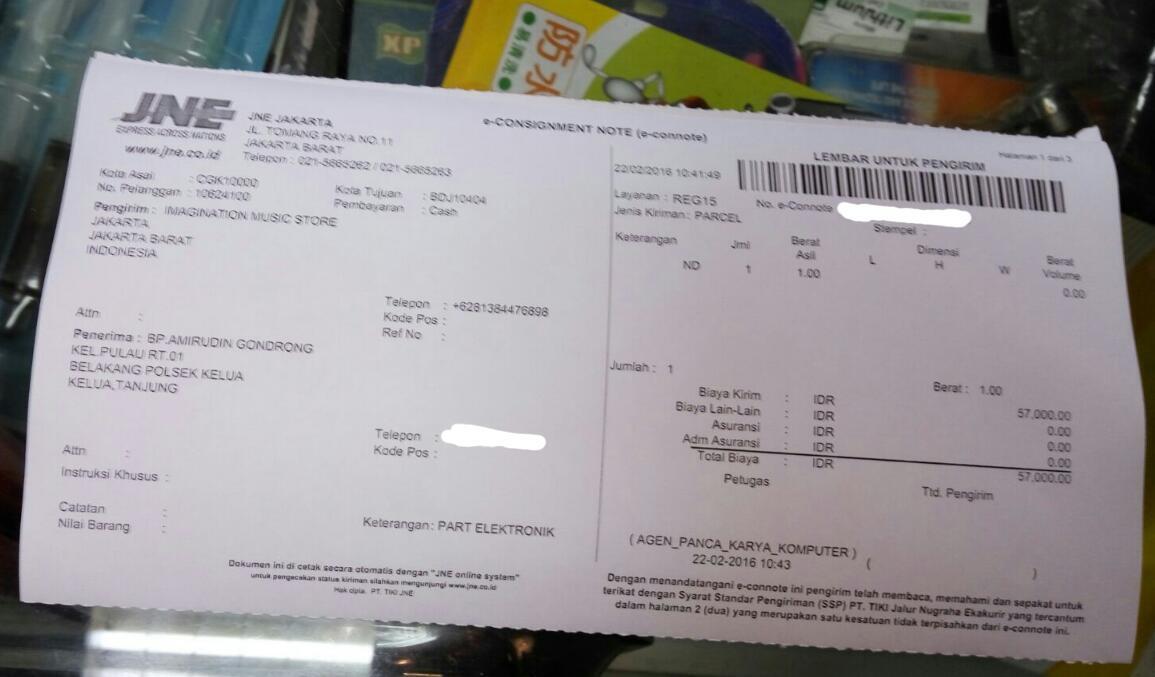 XP
防水
易清洗
Lithium
JNE
EXPRESS ACROSS NATIONS
www.jne.co.id
JNE JAKARTA
JL. TOMANG RAYA NO.11
JAKARTA BARAT
Telepon : 021-5665262 / 021-5665263
e-CONSIGNMENT NOTE (e-connote)
Kota Asal : CGK10000
No. Pelanggan : 10624100
Kota Tujuan : BDJ10404
Pembayaran : Cash
Pengirim : IMAGINATION MUSIC STORE
JAKARTA
JAKARTA BARAT
INDONESIA
Telepon : +6281384476898
Kode Pos :
Ref No :
Attn :
Penerima : BP.AMIRUDIN GONDRONG
KEL.PULAU RT.01
BELAKANG POLSEK KELUA
KELUA,TANJUNG
Telepon :
Kode Pos :
Attn :
Instruksi Khusus :
Catatan :
Nilai Barang :
Keterangan : PART ELEKTRONIK
Dokumen ini di cetak secara otomatis dengan "JNE online system"
untuk pengecekan status kiriman silahkan mengunjungi www.jne.co.id
Hak cipta. PT. TIKI JNE
Halaman 1 dari 3
LEMBAR UNTUK PENGIRIM
22/02/2016 10:41:49
Layanan : REG15
No. e-Connote
Jenis Kiriman : PARCEL
Stempel :
Keterangan Jml Berat Asli Dimensi L H W Berat Volume
ND 1 1.00 0.00
Jumlah : 1
Berat : 1.00
Biaya Kirim : IDR 57,000.00
Biaya Lain-Lain : IDR 0.00
Asuransi : IDR 0.00
Adm Asuransi : IDR 0.00
Total Biaya : IDR 57,000.00
Petugas
Ttd. Pengirim
( AGEN_PANCA_KARYA_KOMPUTER )
22-02-2016 10:43
( )
Dengan menandatangani e-connote ini pengirim telah membaca, memahami dan sepakat untuk
terikat dengan Syarat Standar Pengiriman (SSP) PT. TIKI Jalur Nugraha Ekakurir yang tercantum
dalam halaman 2 (dua) yang merupakan satu kesatuan tidak terpisahkan dari e-connote ini.